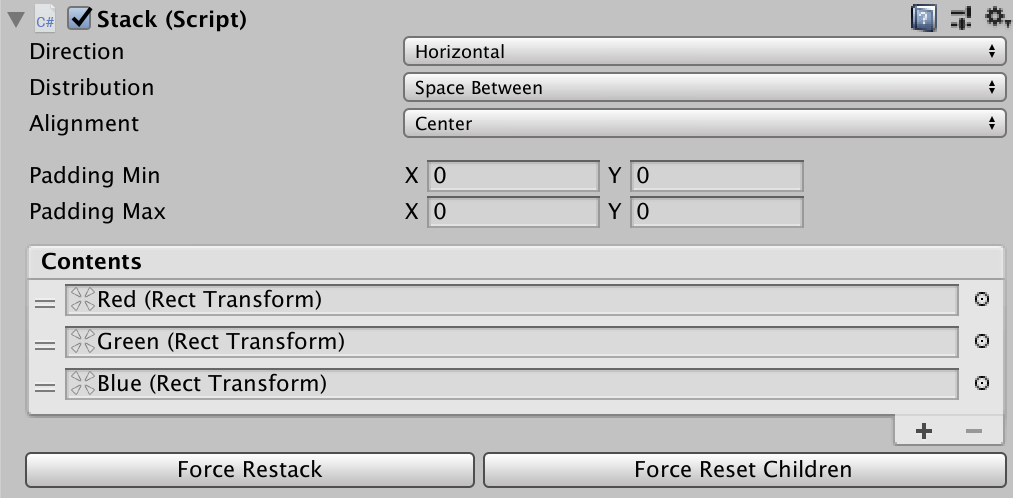 C# Stack (Script)
Direction Horizontal
Distribution Space Between
Alignment Center
Padding Min X 0 Y 0
Padding Max X 0 Y 0
Contents
Red (Rect Transform)
Green (Rect Transform)
Blue (Rect Transform)
Force Restack Force Reset Children